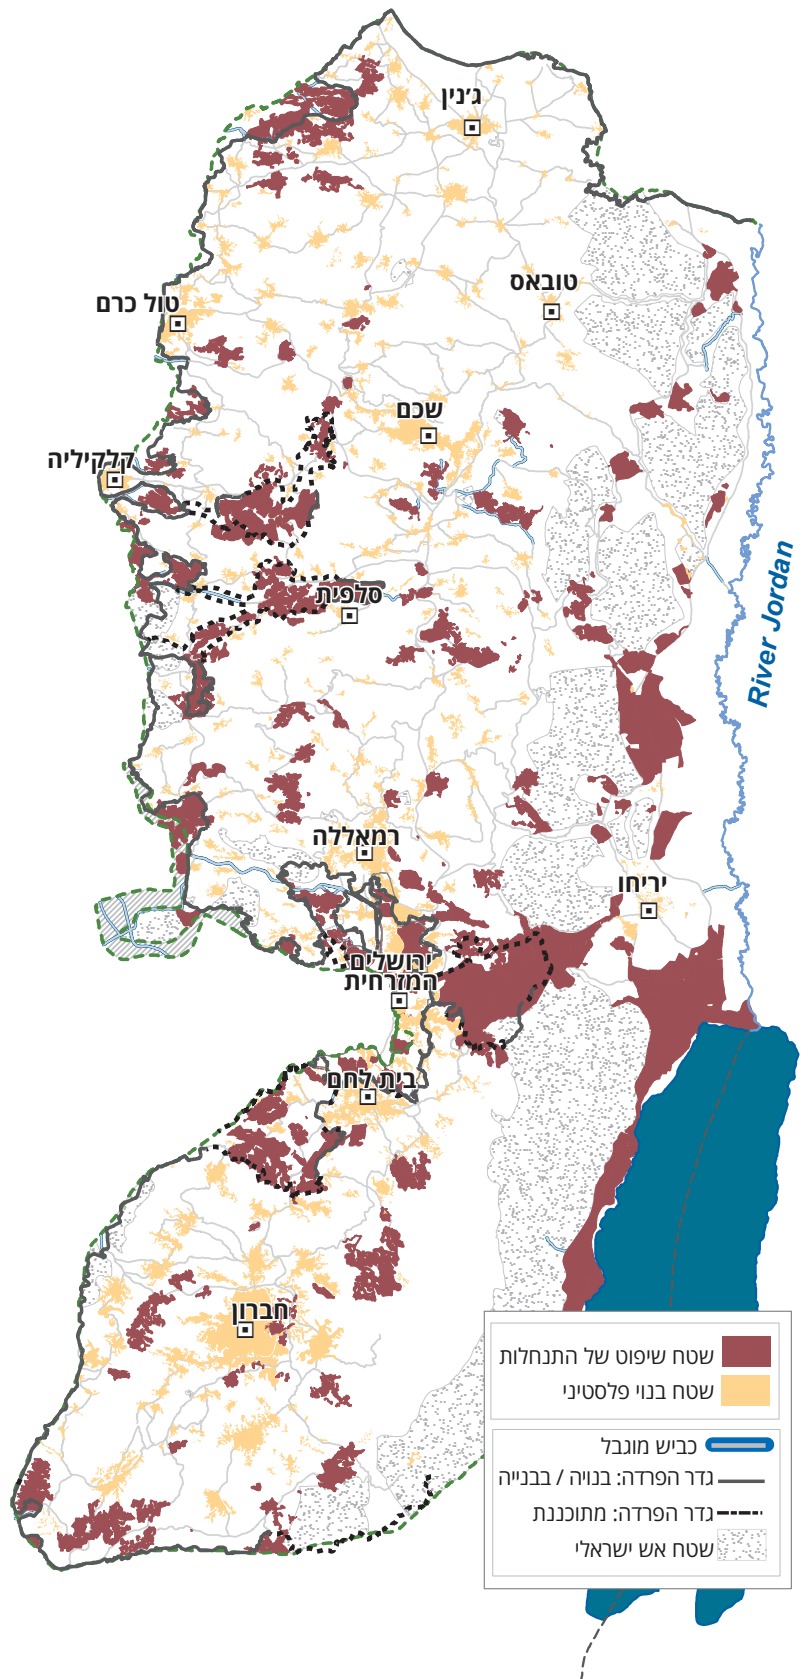 ג'נין
טובאס
טול כרם
שכם
קלקיליה
River Jordan
סלפית
רמאללה
יריחו
ירושלים
המזרחית
בית לחם
חברון
שטח שיפוט של התנחלות
שטח בנוי פלסטיני
כביש מוגבל
גדר הפרדה: בנויה / בבנייה
גדר הפרדה: מתוכננת
שטח אש ישראלי